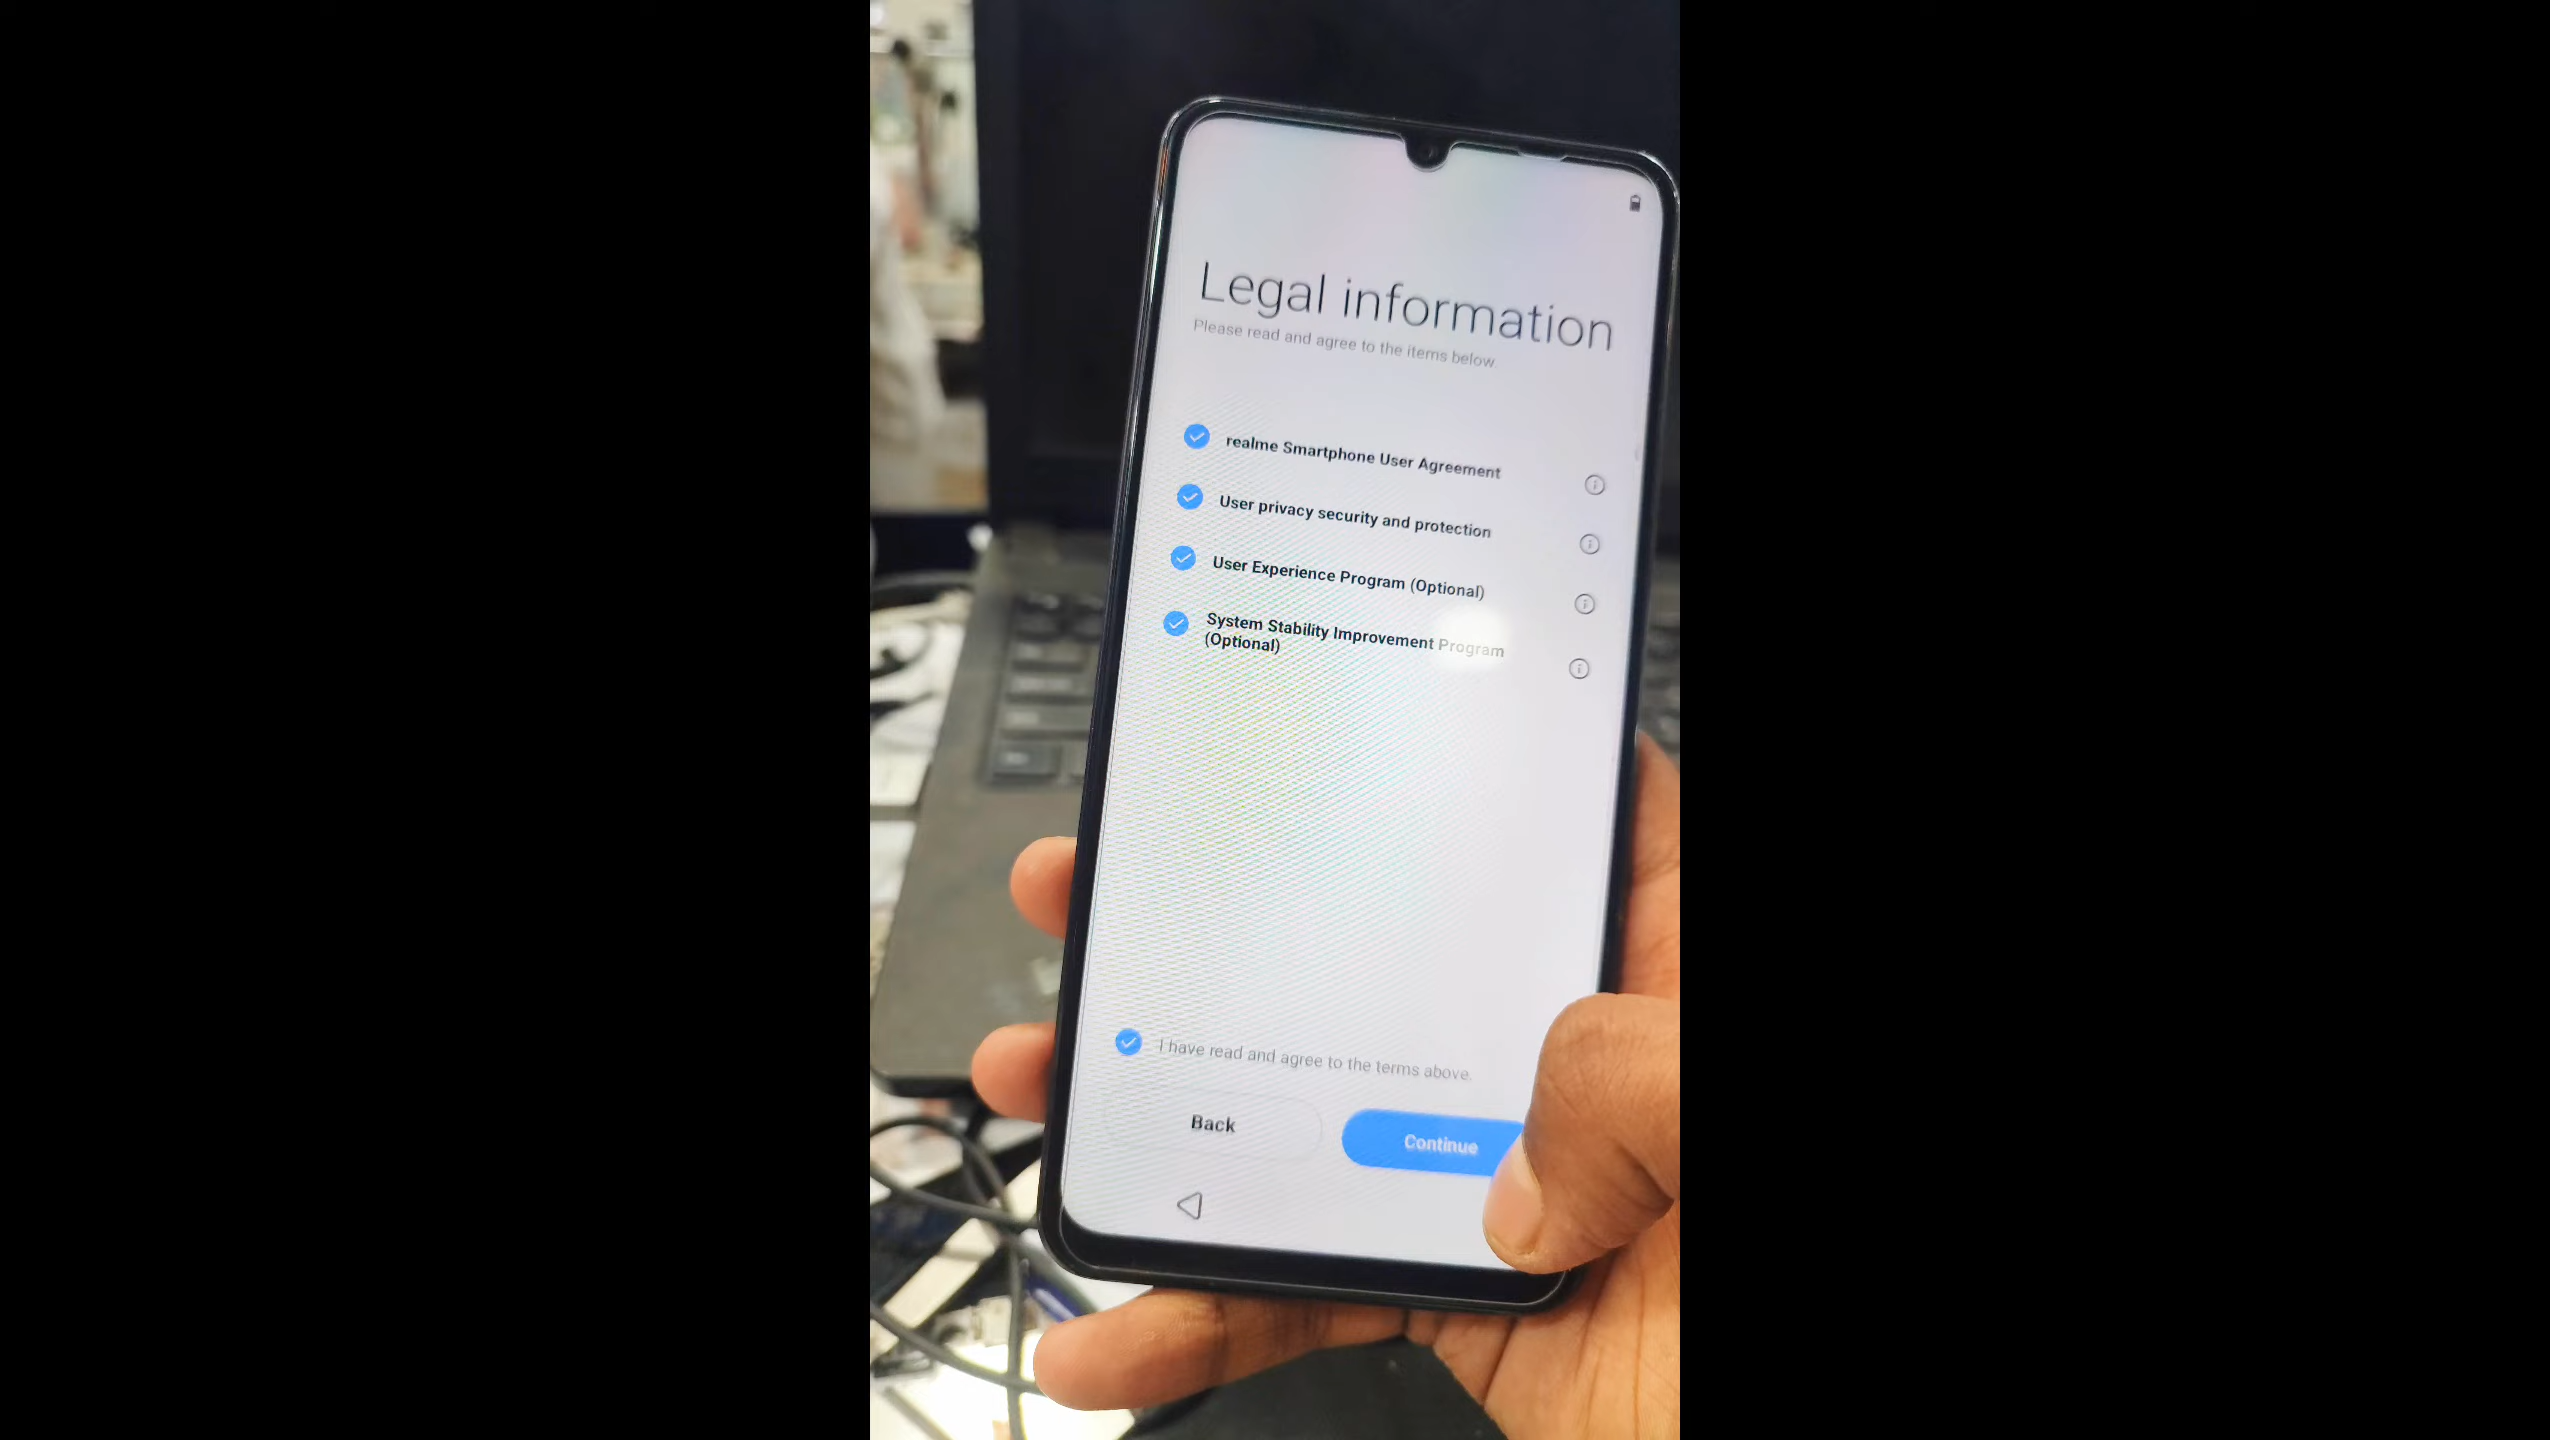 Legal information
Please read and agree to the items below.
realme Smartphone User Agreement
User privacy security and protection
User Experience Program (Optional)
System Stability Improvement Program
(Optional)
I have read and agree to the terms above.
Back
Continue